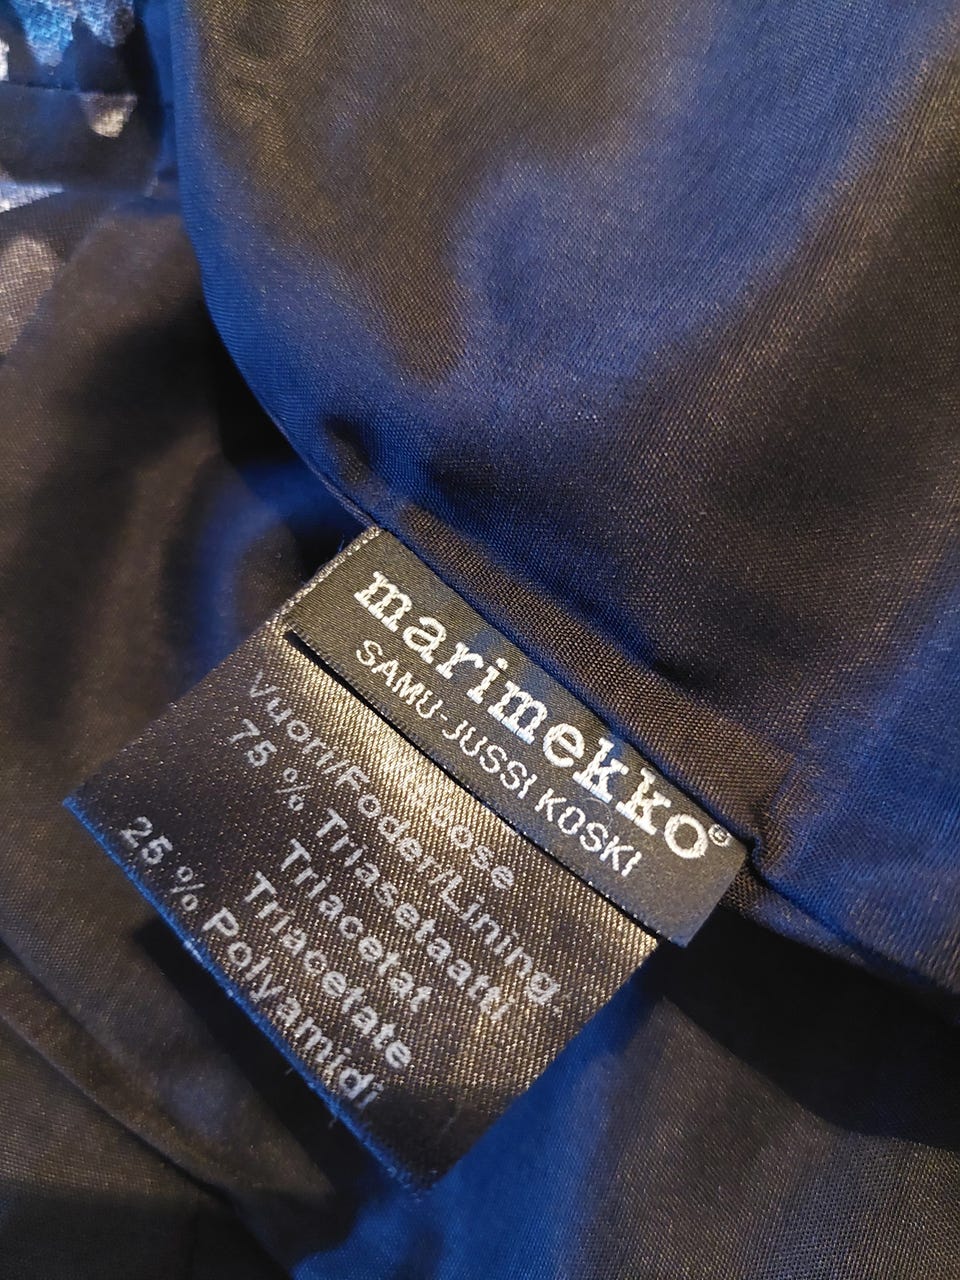 marimekko®
SAMU-JUSSI KOSKI
Vuori/Foder/Lining
75 % Triasetaatti
Triacetat
Triacetate
25 % Polyamidi